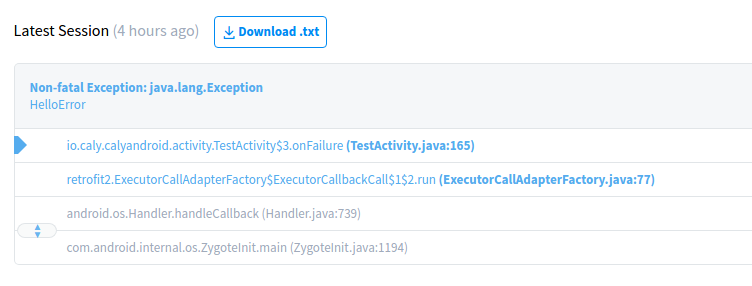 Latest Session (4 hours ago) Download .txt
Non-fatal Exception: java.lang.Exception
HelloError
io.caly.calyandroid.activity.TestActivity$3.onFailure (TestActivity.java:165)
retrofit2.ExecutorCallAdapterFactory$ExecutorCallbackCall$1$2.run (ExecutorCallAdapterFactory.java:77)
android.os.Handler.handleCallback (Handler.java:739)
com.android.internal.os.ZygoteInit.main (ZygoteInit.java:1194)